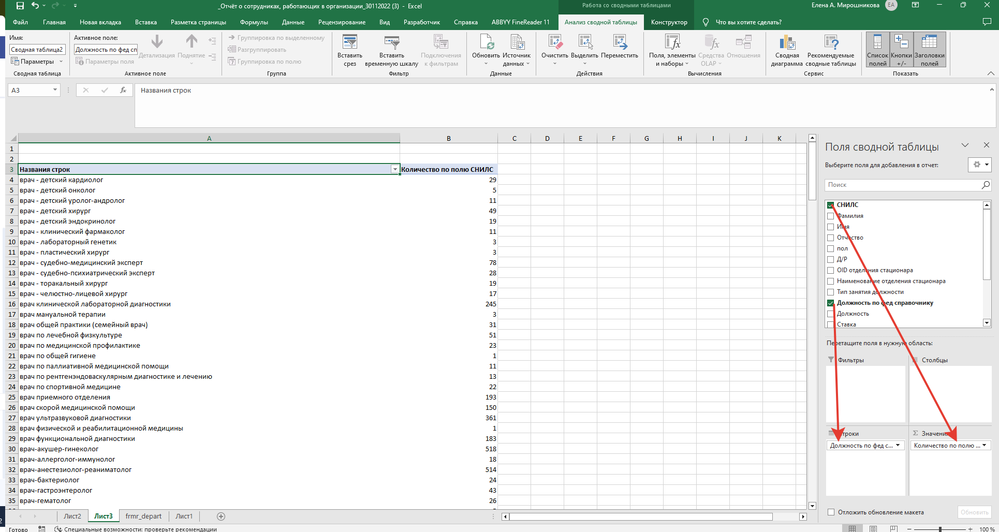 _Отчёт о сотрудниках, работающих в организации_30112022 (3) - Excel
Работа со сводными таблицами
Елена А. Мирошникова
ЕА
Файл Главная Новая вкладка Вставка Разметка страницы Формулы Данные Рецензирование Вид Разработчик Справка ABBYY FineReader 11 Анализ сводной таблицы Конструктор Что вы хотите сделать?
Имя:
Сводная таблица2
Параметры
Сводная таблица
Активное поле:
Должность по фед сп
Параметры поля
Детализация
Поднятие
Активное поле
Группировка по выделенному
Разгруппировать
Группировка по полю
Группа
Вставить срез
Вставить временную шкалу
Подключения к фильтрам
Фильтр
Обновить
Источник данных
Данные
Очистить
Выделить
Переместить
Действия
Поля, элементы и наборы
Средства OLAP
Отношения
Вычисления
Сводная диаграмма
Рекомендуемые сводные таблицы
Сервис
Список полей
Кнопки +/-
Заголовки полей
Показать
A3
fx
Названия строк
A B C D E F G H I J K
1
2
3 Названия строк Количество по полю СНИЛС
4 врач - детский кардиолог 29
5 врач - детский онколог 5
6 врач - детский уролог-андролог 11
7 врач - детский хирург 49
8 врач - детский эндокринолог 19
9 врач - клинический фармаколог 11
10 врач - лабораторный генетик 3
11 врач - пластический хирург 3
12 врач - судебно-медицинский эксперт 78
13 врач - судебно-психиатрический эксперт 28
14 врач - торакальный хирург 19
15 врач - челюстно-лицевой хирург 17
16 врач клинической лабораторной диагностики 245
17 врач мануальной терапии 3
18 врач общей практики (семейный врач) 31
19 врач по лечебной физкультуре 51
20 врач по медицинской профилактике 23
21 врач по общей гигиене 1
22 врач по паллиативной медицинской помощи 11
23 врач по рентгенэндоваскулярным диагностике и лечению 13
24 врач по спортивной медицине 22
25 врач приемного отделения 193
26 врач скорой медицинской помощи 150
27 врач ультразвуковой диагностики 361
28 врач физической и реабилитационной медицины 1
29 врач функциональной диагностики 183
30 врач-акушер-гинеколог 518
31 врач-аллерголог-иммунолог 18
32 врач-анестезиолог-реаниматолог 514
33 врач-бактериолог 24
34 врач-гастроэнтеролог 43
35 врач-гематолог 26
Поля сводной таблицы
Выберите поля для добавления в отчет:
Поиск
СНИЛС
Фамилия
Имя
Отчество
пол
Д/Р
OID отделения стационара
Наименование отделения стационара
Тип занятия должности
Должность по фед справочнику
Должность
Ставка
Перетащите поля в нужную область:
Фильтры
Столбцы
Строки
Σ Значения
Должность по фед с...
Количество по полю ...
Отложить обновление макета
Обновить
Лист2 Лист3 frmr_depart Лист1
Готово
Специальные возможности: проверьте рекомендации
100 %